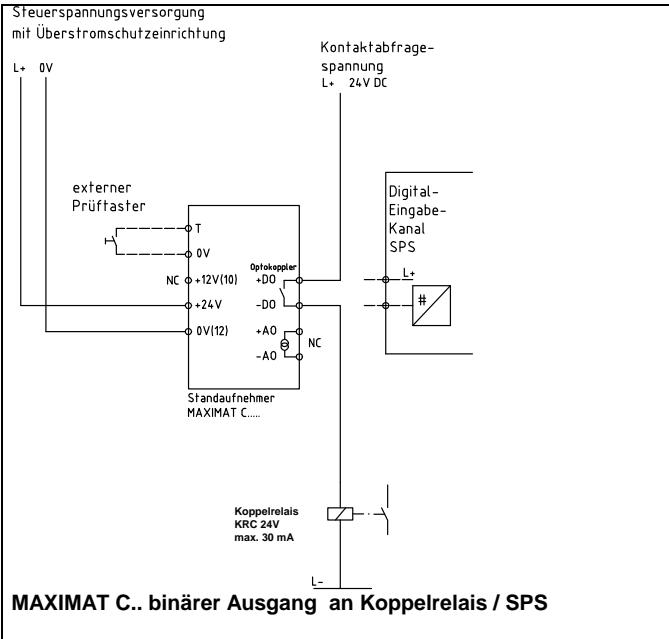 Steuerspannungsversorgung
mit Überstromschutzeinrichtung
L+ 0V
Kontaktabfrage-
spannung
L+ 24V DC
externer
Prüftaster
Digital-
Eingabe-
Kanal
SPS
L+
#
T
0V
NC +12V(10)
+24V
0V(12)
Optokoppler
+DO
-DO
+AO
-AO
NC
Standaufnehmer
MAXIMAT C.....
Koppelrelais
KRC 24V
max. 30 mA
L-
MAXIMAT C.. binärer Ausgang an Koppelrelais / SPS